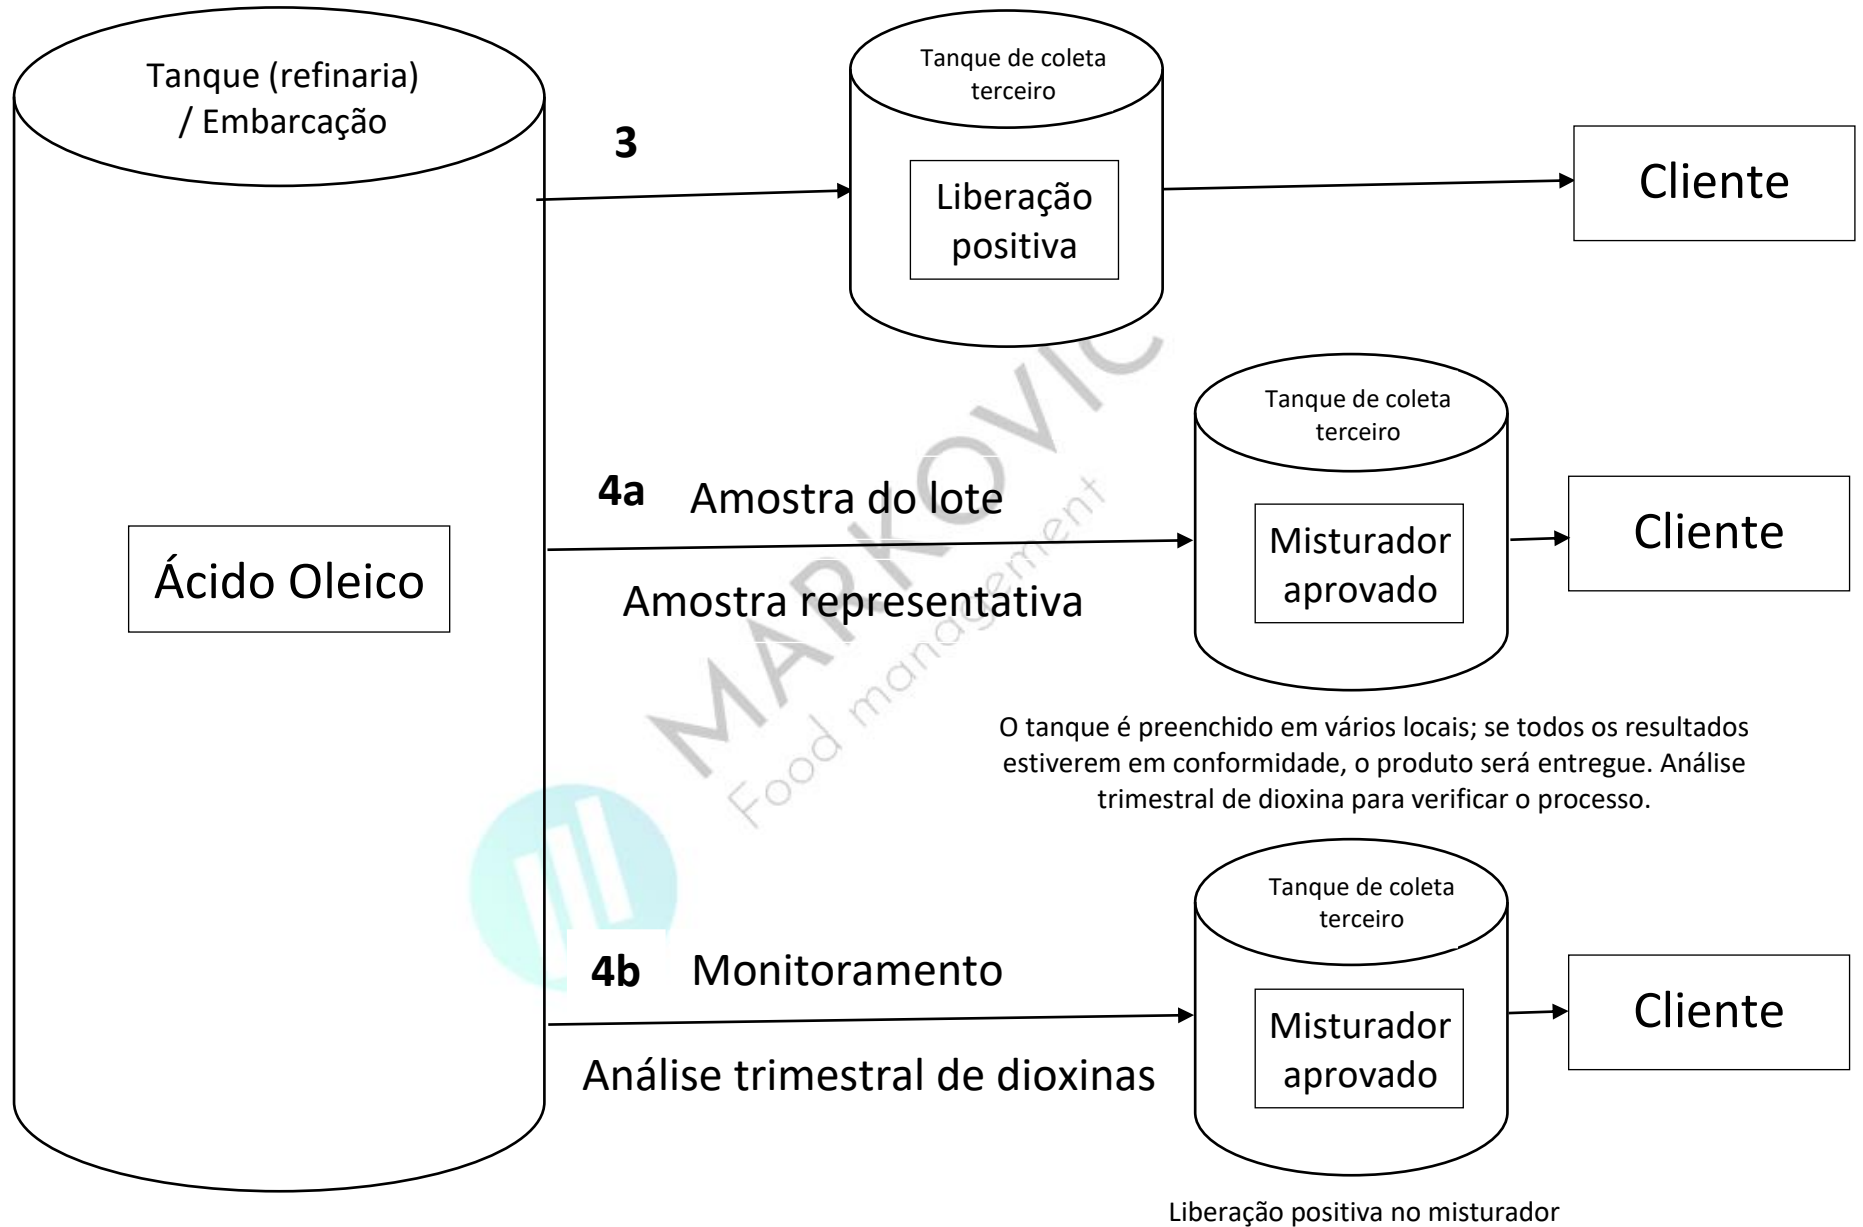 Tanque (refinaria)
/ Embarcação
Ácido Oleico
3
Tanque de coleta
terceiro
Liberação
positiva
Cliente
4a Amostra do lote
Amostra representativa
Tanque de coleta
terceiro
Misturador
aprovado
Cliente
O tanque é preenchido em vários locais; se todos os resultados
estiverem em conformidade, o produto será entregue. Análise
trimestral de dioxina para verificar o processo.
4b Monitoramento
Análise trimestral de dioxinas
Tanque de coleta
terceiro
Misturador
aprovado
Cliente
Liberação positiva no misturador
MARKOVIC
Food management